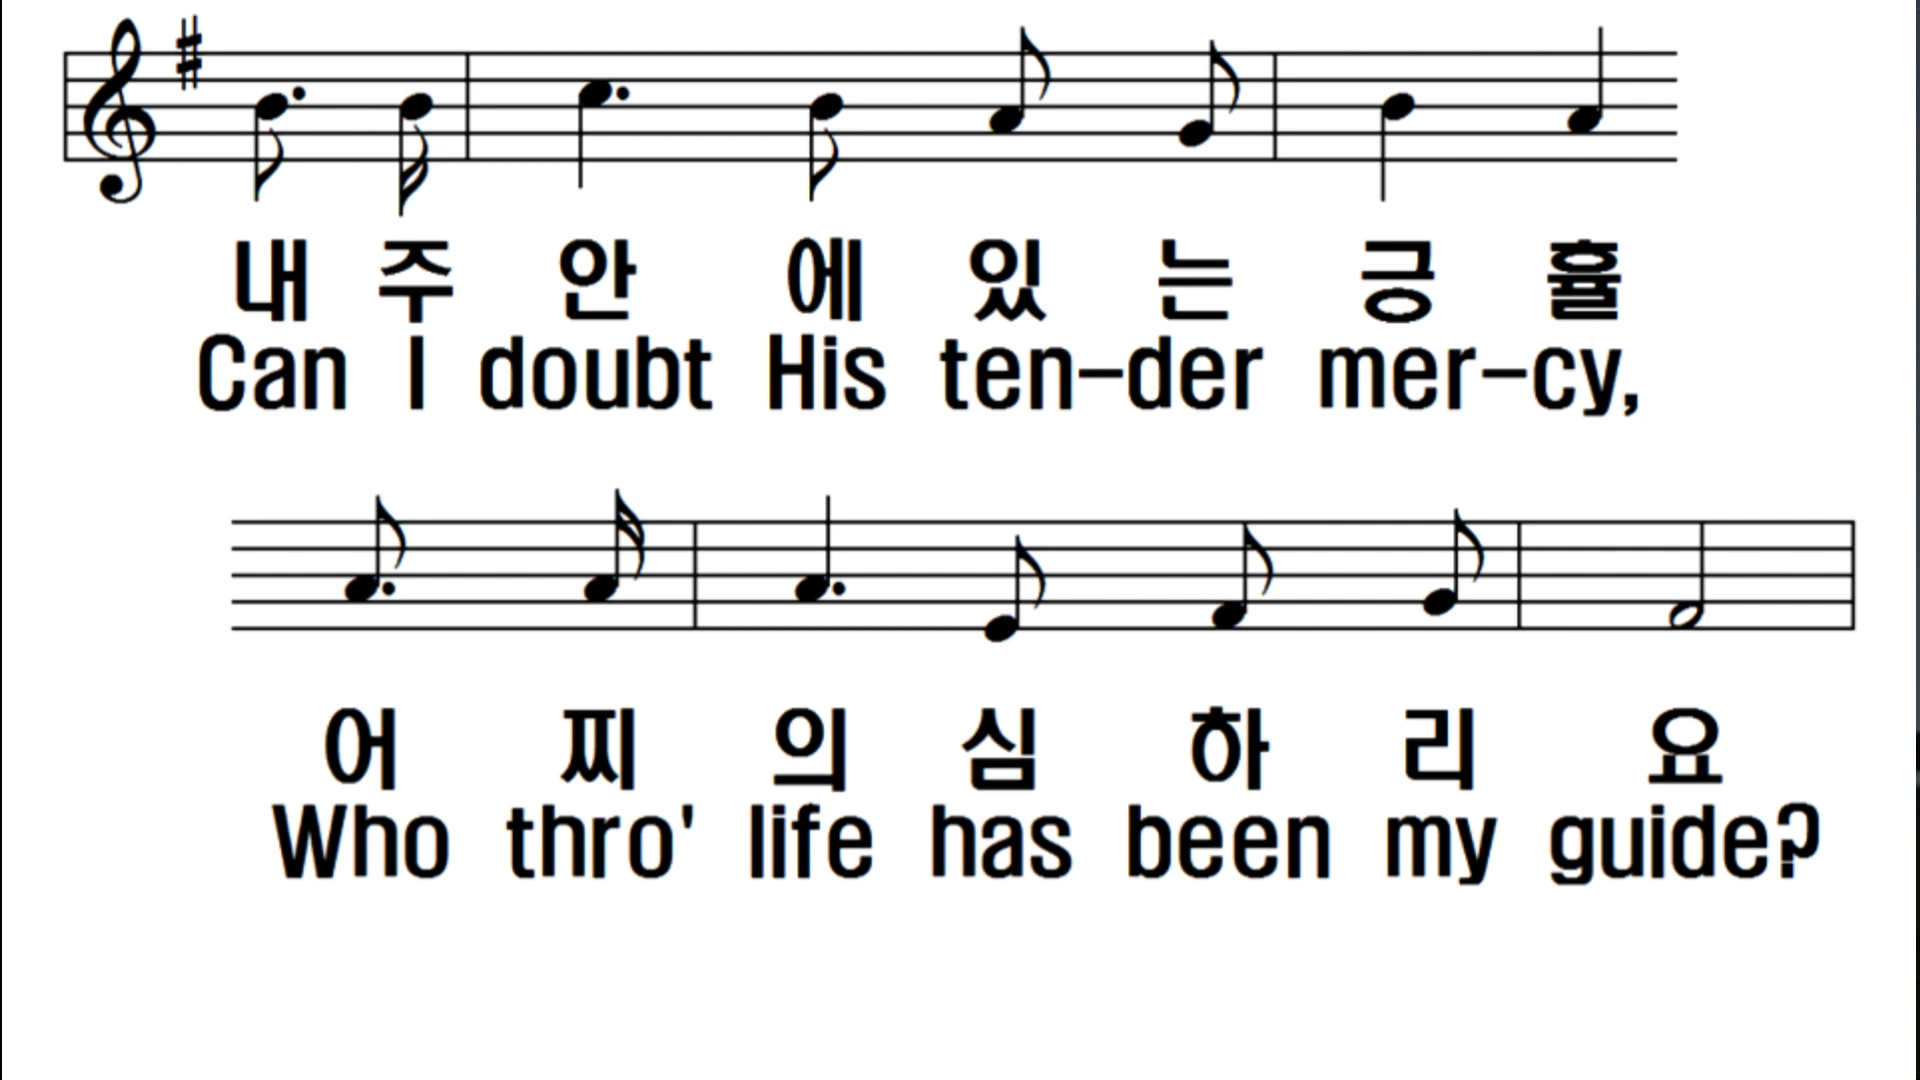 내 주 안 에 있 는 긍 휼
Can I doubt His ten-der mer-cy,
어 찌 의 심 하 리 요
Who thro' life has been my guide?